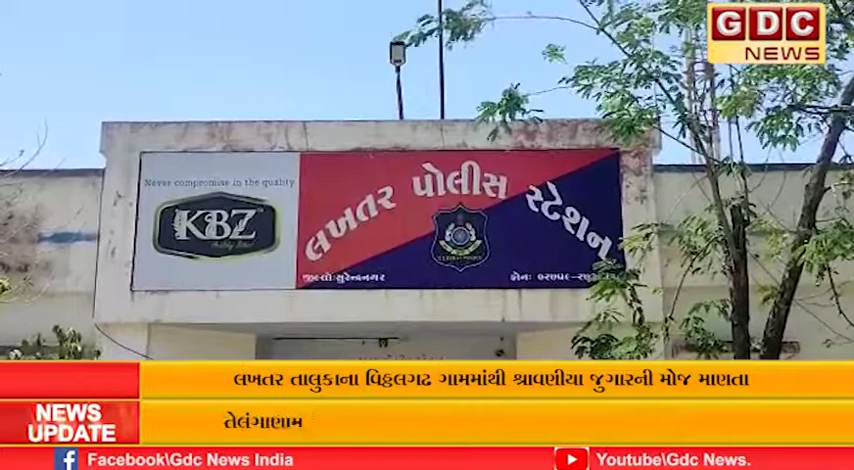 GDC
NEWS
Never compromise in the quality
KBZ
લખતર પોલીસ સ્ટેશન
જીલ્લો:સુરેન્દ્રનગર
ફોન:
લખતર તાલુકાના વિઠ્ઠલગઢ ગામમાંથી શ્રાવણીયા જુગારની મોજ માણતા
NEWS
UPDATE
તેલંગાણામ
Facebook\Gdc News India
Youtube\Gdc News.